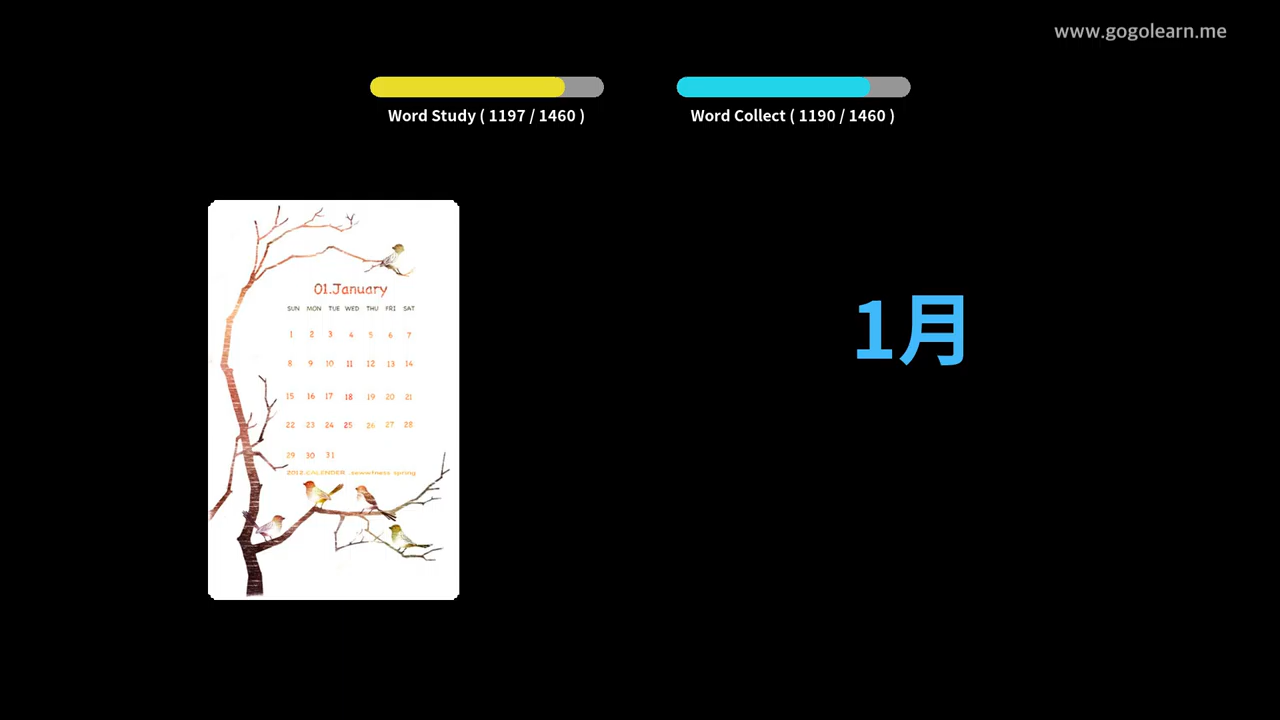 www.gogolearn.me
Word Study ( 1197 / 1460 )
Word Collect ( 1190 / 1460 )
01.January
SUN MON TUE WED THU FRI SAT
1 2 3 4 5 6 7
8 9 10 11 12 13 14
15 16 17 18 19 20 21
22 23 24 25 26 27 28
29 30 31
CALENDER spring
1月